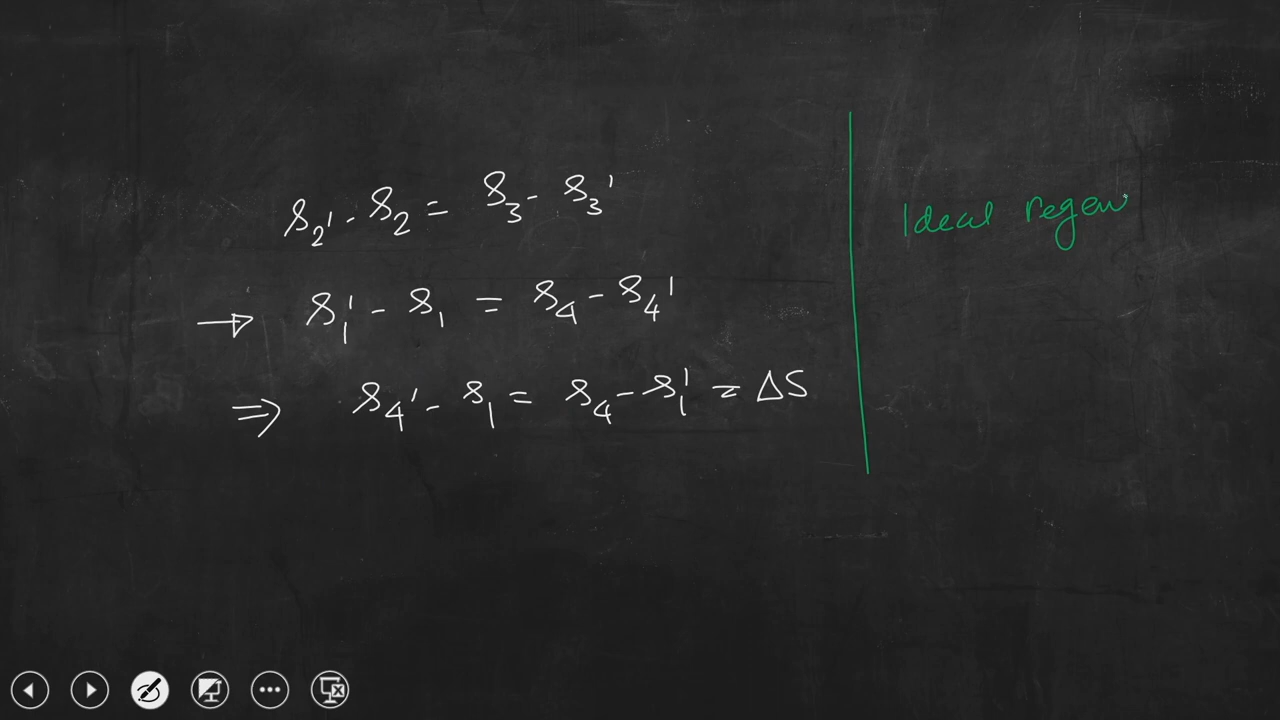 s₂' - s₂ = s₃ - s₃'
→ s₁' - s₁ = s₄ - s₄'
⇒ s₄' - s₁ = s₄ - s₁' = ΔS
Ideal regen